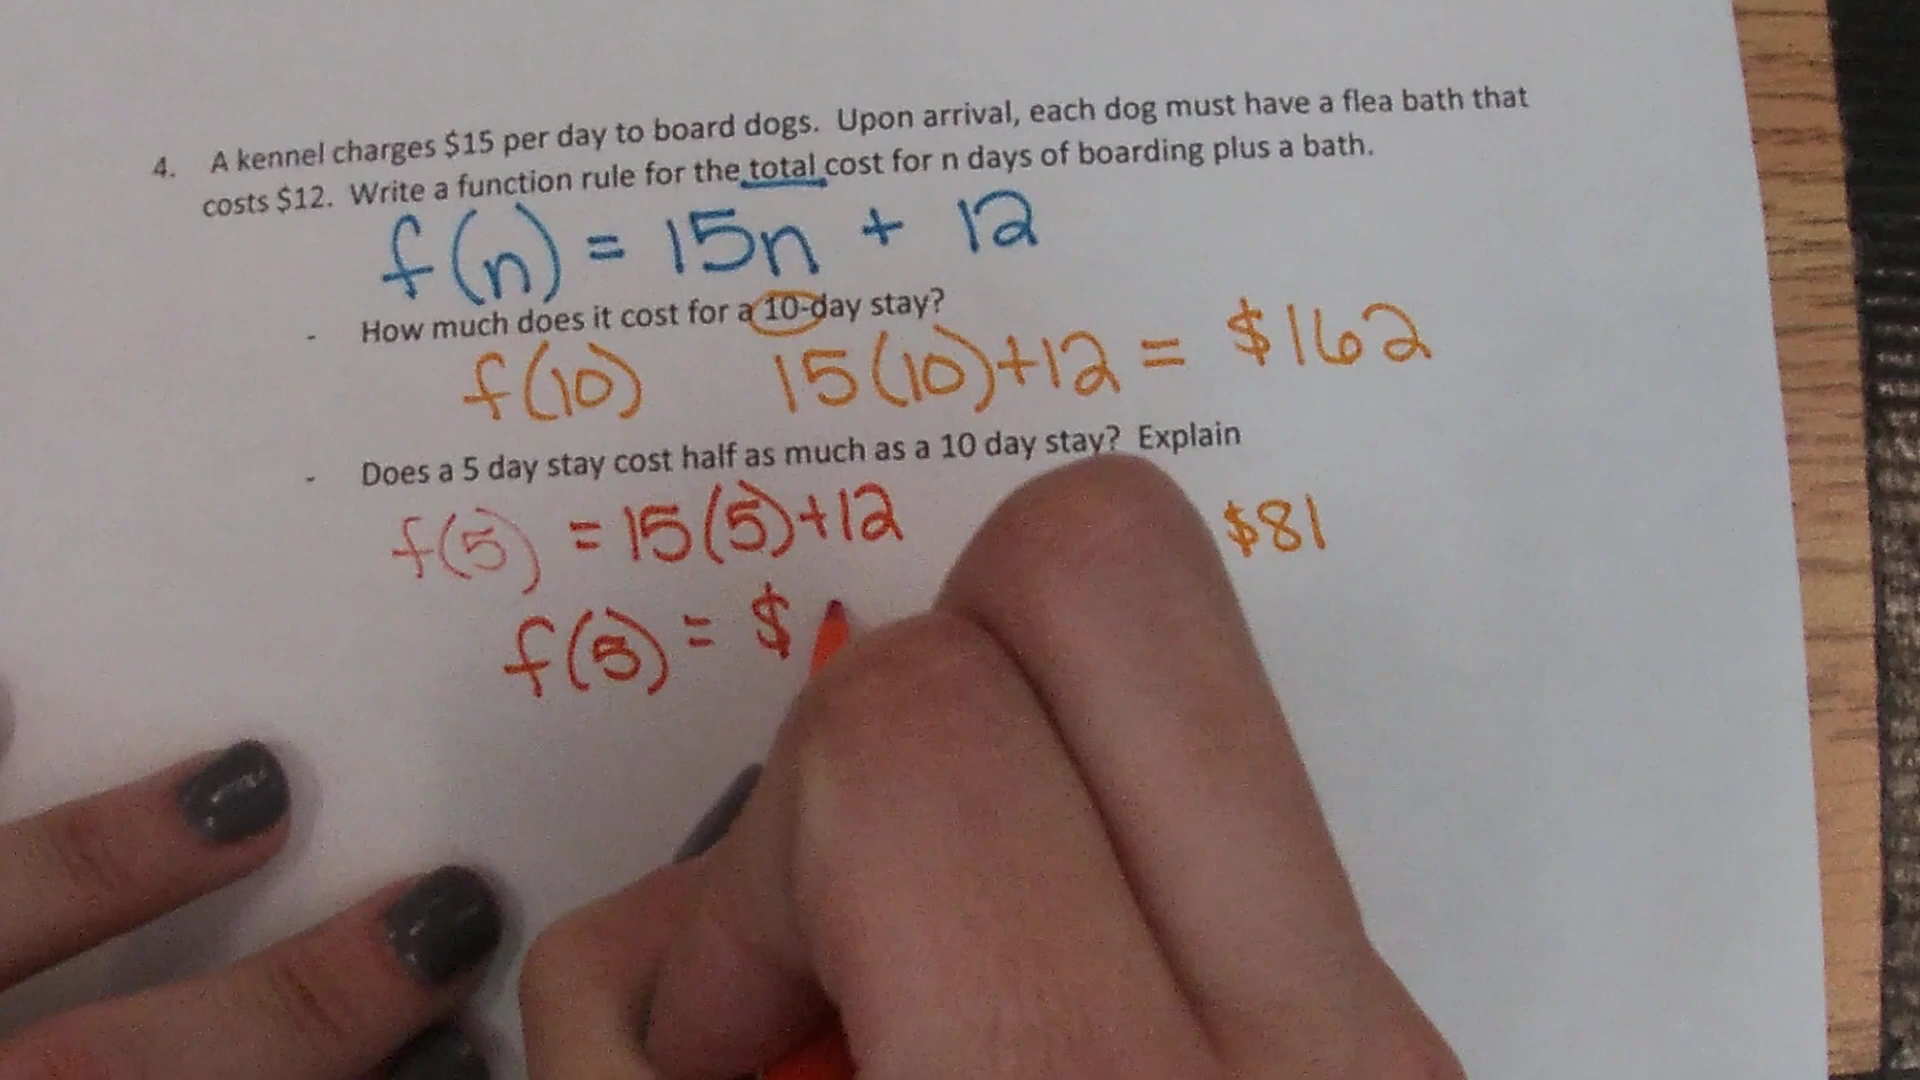 4. A kennel charges $15 per day to board dogs. Upon arrival, each dog must have a flea bath that
costs $12. Write a function rule for the total cost for n days of boarding plus a bath.
f(n) = 15n + 12
- How much does it cost for a 10-day stay?
f(10) 15(10)+12 = $162
- Does a 5 day stay cost half as much as a 10 day stay? Explain
f(5) = 15(5)+12 $81
f(5) = $